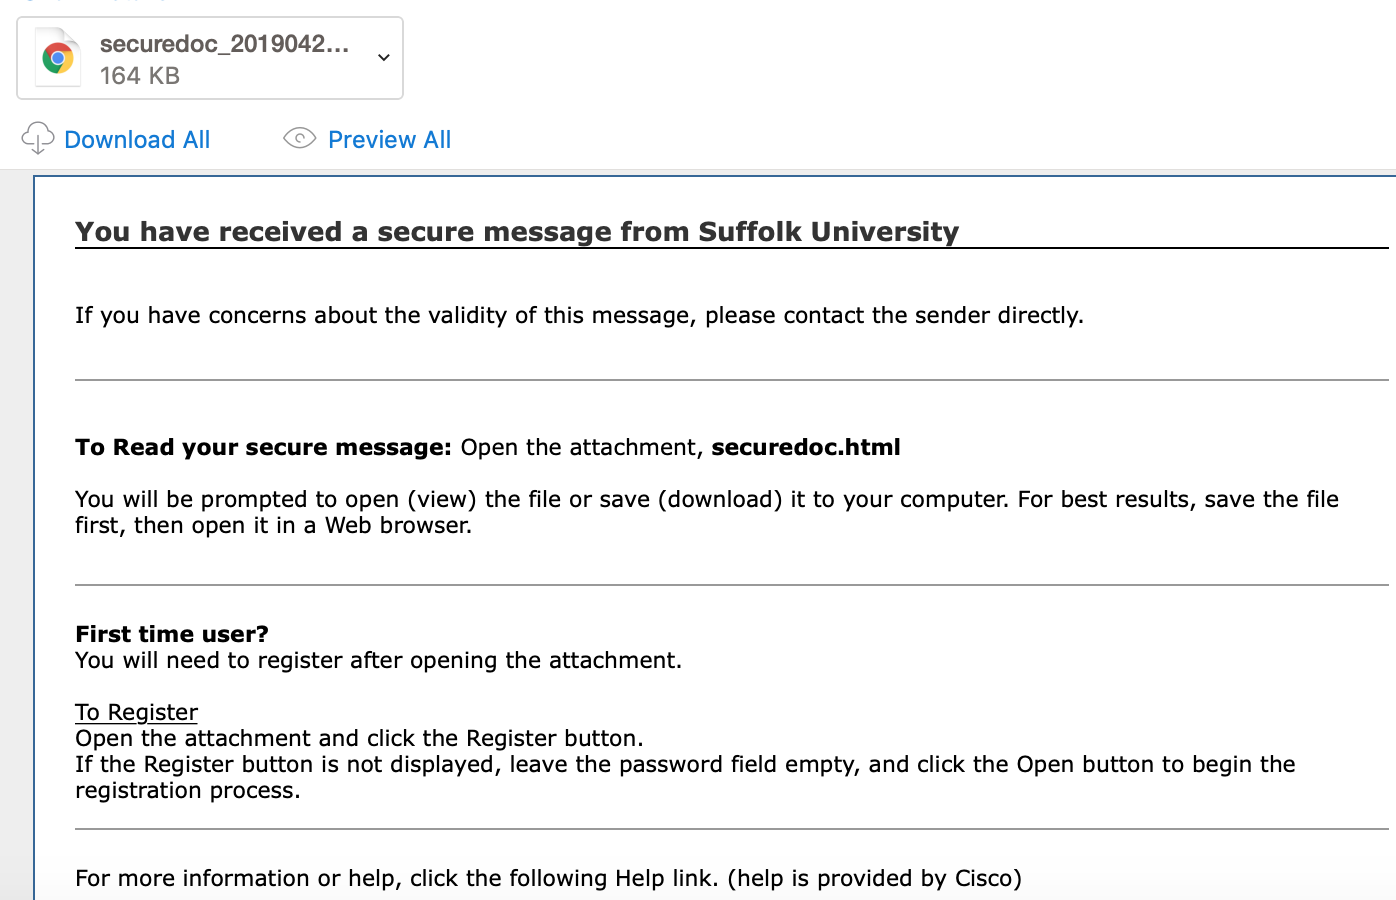 securedoc_2019042...
164 KB
Download All
Preview All
You have received a secure message from Suffolk University
If you have concerns about the validity of this message, please contact the sender directly.
To Read your secure message: Open the attachment, securedoc.html
You will be prompted to open (view) the file or save (download) it to your computer. For best results, save the file
first, then open it in a Web browser.
First time user?
You will need to register after opening the attachment.
To Register
Open the attachment and click the Register button.
If the Register button is not displayed, leave the password field empty, and click the Open button to begin the
registration process.
For more information or help, click the following Help link. (help is provided by Cisco)